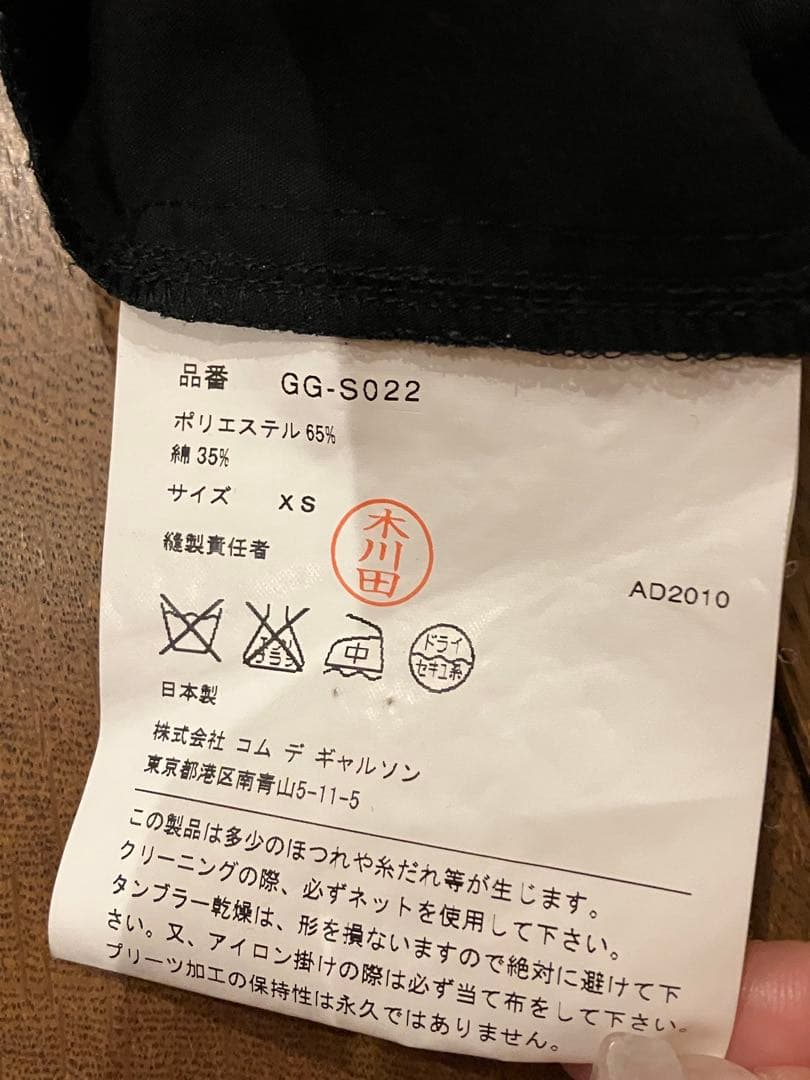 品番 GG-S022
ポリエステル 65%
綿 35%
サイズ XS
縫製責任者
木川田
AD2010
エンソ
フラシ
中
ドライ
セキユ系
日本製
株式会社 コム デ ギャルソン
東京都港区南青山5-11-5
この製品は多少のほつれや糸だれ等が生じます。
クリーニングの際、必ずネットを使用して下さい。
タンブラー乾燥は、形を損ないますので絶対に避けて下
さい。又、アイロン掛けの際は必ず当て布をして下さい。
プリーツ加工の保持性は永久ではありません。